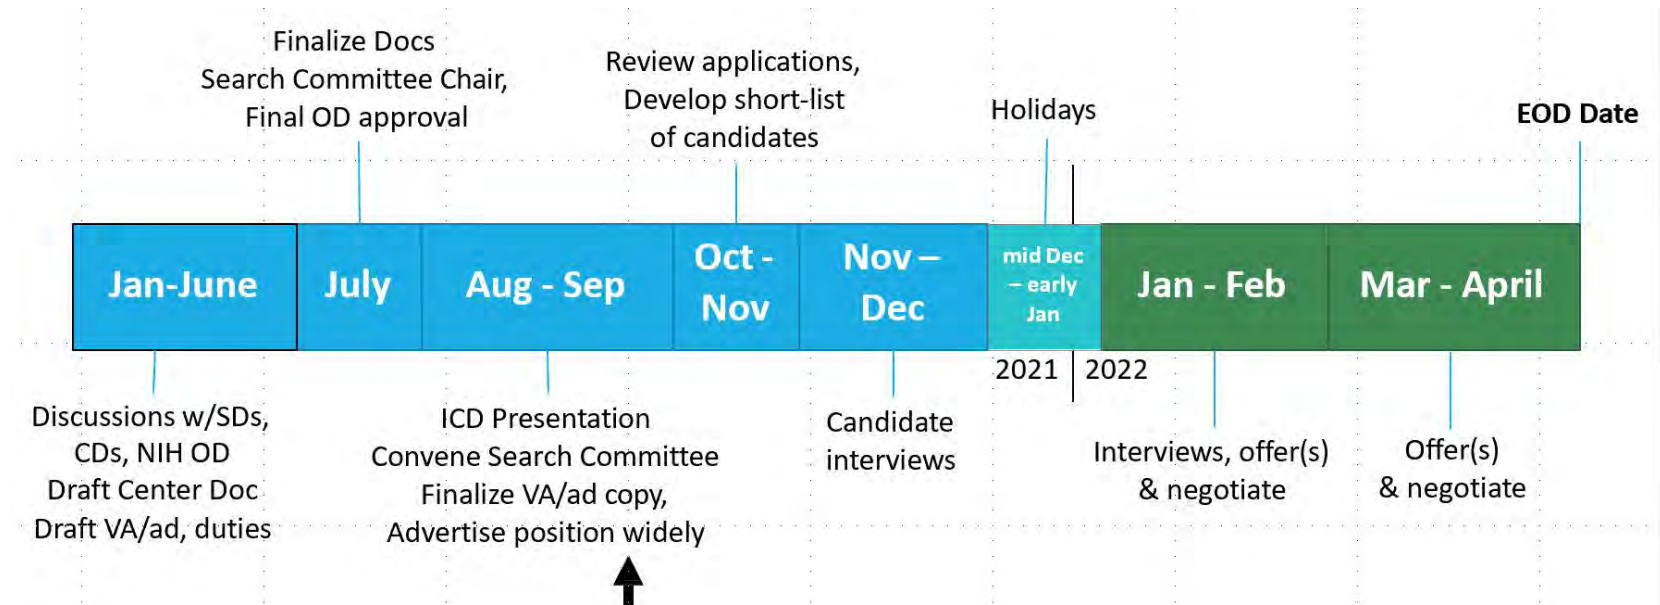 Finalize Docs
Search Committee Chair,
Final OD approval
Review applications,
Develop short-list
of candidates
Holidays
EOD Date
Jan-June
July
Aug - Sep
Oct -
Nov
Nov –
Dec
mid Dec
– early
Jan
Jan - Feb
Mar - April
2021
2022
Discussions w/SDs,
CDs, NIH OD
Draft Center Doc
Draft VA/ad, duties
ICD Presentation
Convene Search Committee
Finalize VA/ad copy,
Advertise position widely
Candidate
interviews
Interviews, offer(s)
& negotiate
Offer(s)
& negotiate